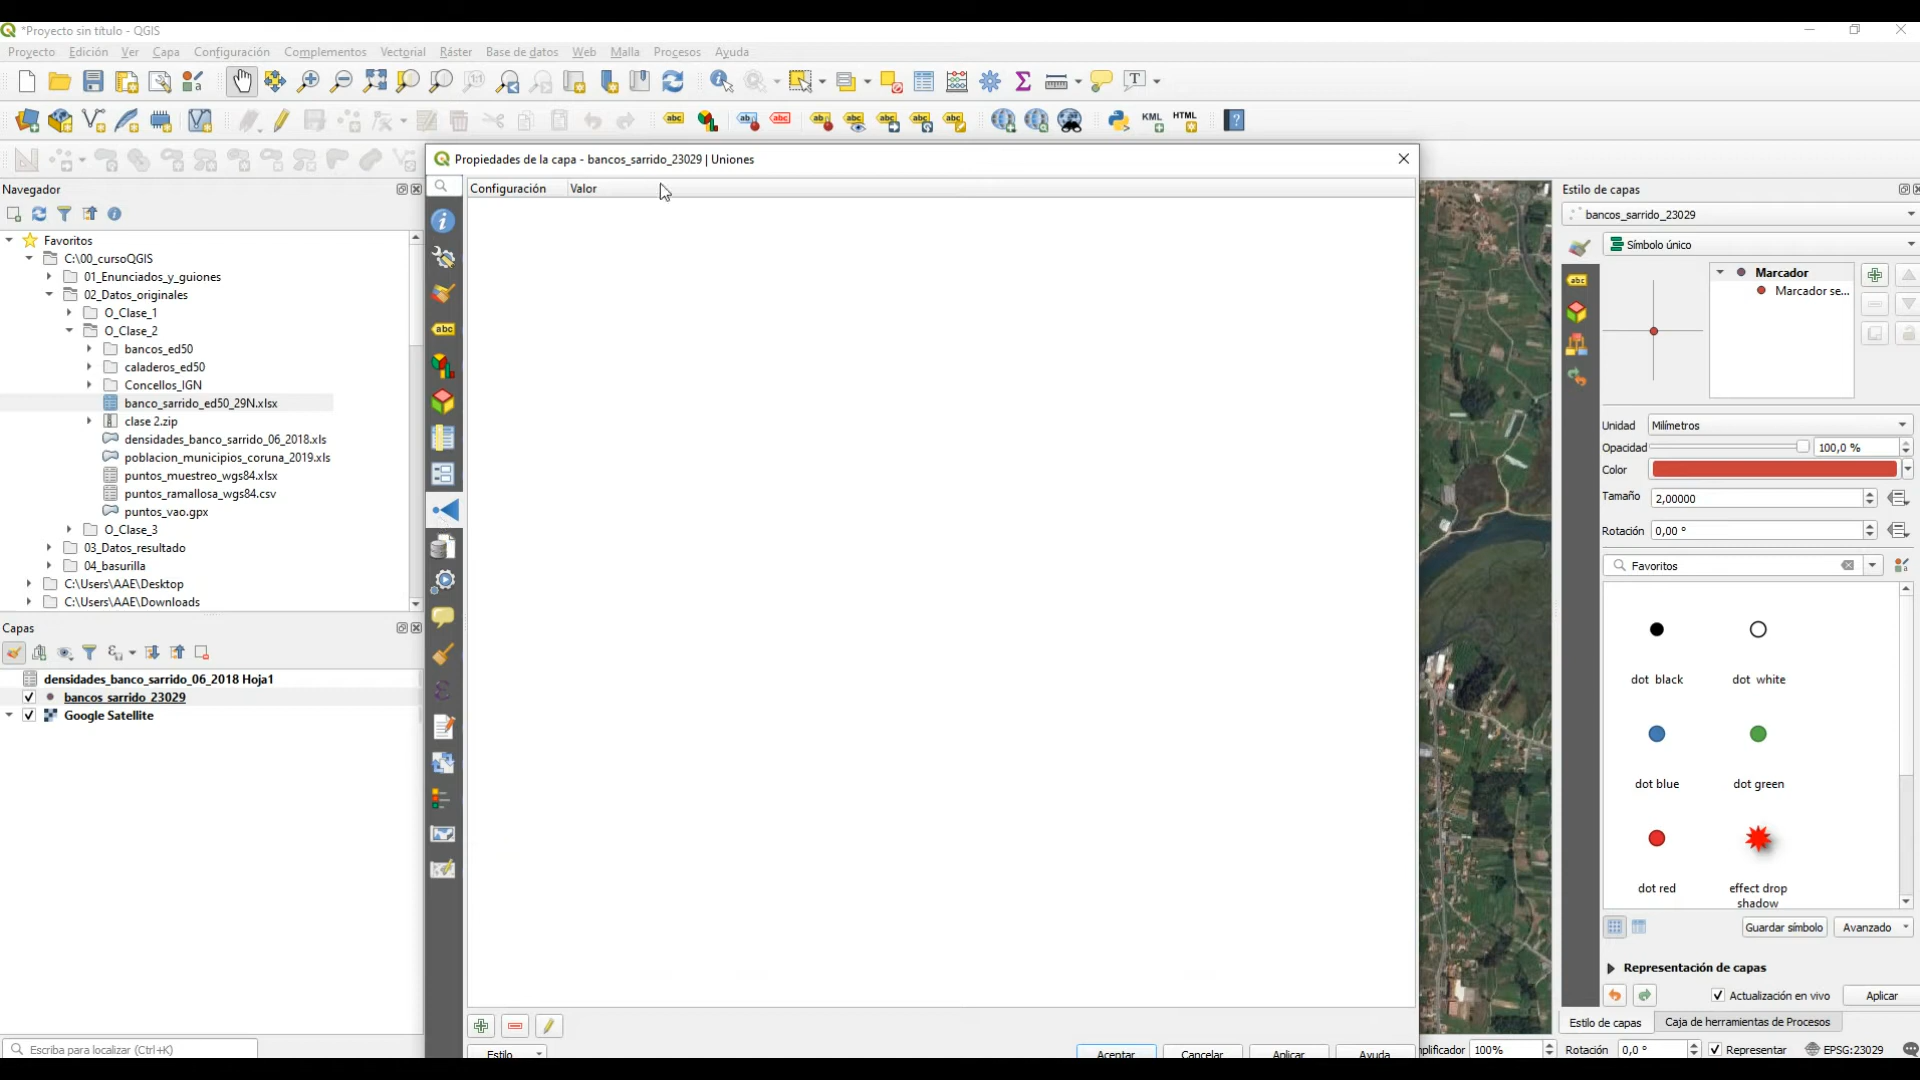 *Proyecto sin título - QGIS
Proyecto Edición Ver Capa Configuración Complementos Vectorial Ráster Base de datos Web Malla Procesos Ayuda
Navegador
Favoritos
C:\00_cursoQGIS
01_Enunciados_y_guiones
02_Datos_originales
O_Clase_1
O_Clase_2
bancos_ed50
caladeros_ed50
Concellos_IGN
banco_sarrido_ed50_29N.xlsx
clase 2.zip
densidades_banco_sarrido_06_2018.xls
poblacion_municipios_coruna_2019.xls
puntos_muestreo_wgs84.xlsx
puntos_ramallosa_wgs84.csv
puntos_vao.gpx
O_Clase_3
03_Datos_resultado
04_basurilla
C:\Users\AAE\Desktop
C:\Users\AAE\Downloads
Capas
densidades_banco_sarrido_06_2018 Hoja1
bancos_sarrido_23029
Google Satellite
Escriba para localizar (Ctrl+K)
Propiedades de la capa - bancos_sarrido_23029 | Uniones
Configuración Valor
Estilo
Aceptar Cancelar Aplicar Ayuda
Estilo de capas
bancos_sarrido_23029
Símbolo único
Marcador
Marcador se...
Unidad Milímetros
Opacidad 100,0 %
Color
Tamaño 2,00000
Rotación 0,00 °
Favoritos
dot black dot white
dot blue dot green
dot red effect drop
shadow
Guardar símbolo Avanzado
Representación de capas
Actualización en vivo Aplicar
Estilo de capas Caja de herramientas de Procesos
plificador 100% Rotación 0,0 ° Representar EPSG:23029
abc
KML
HTML